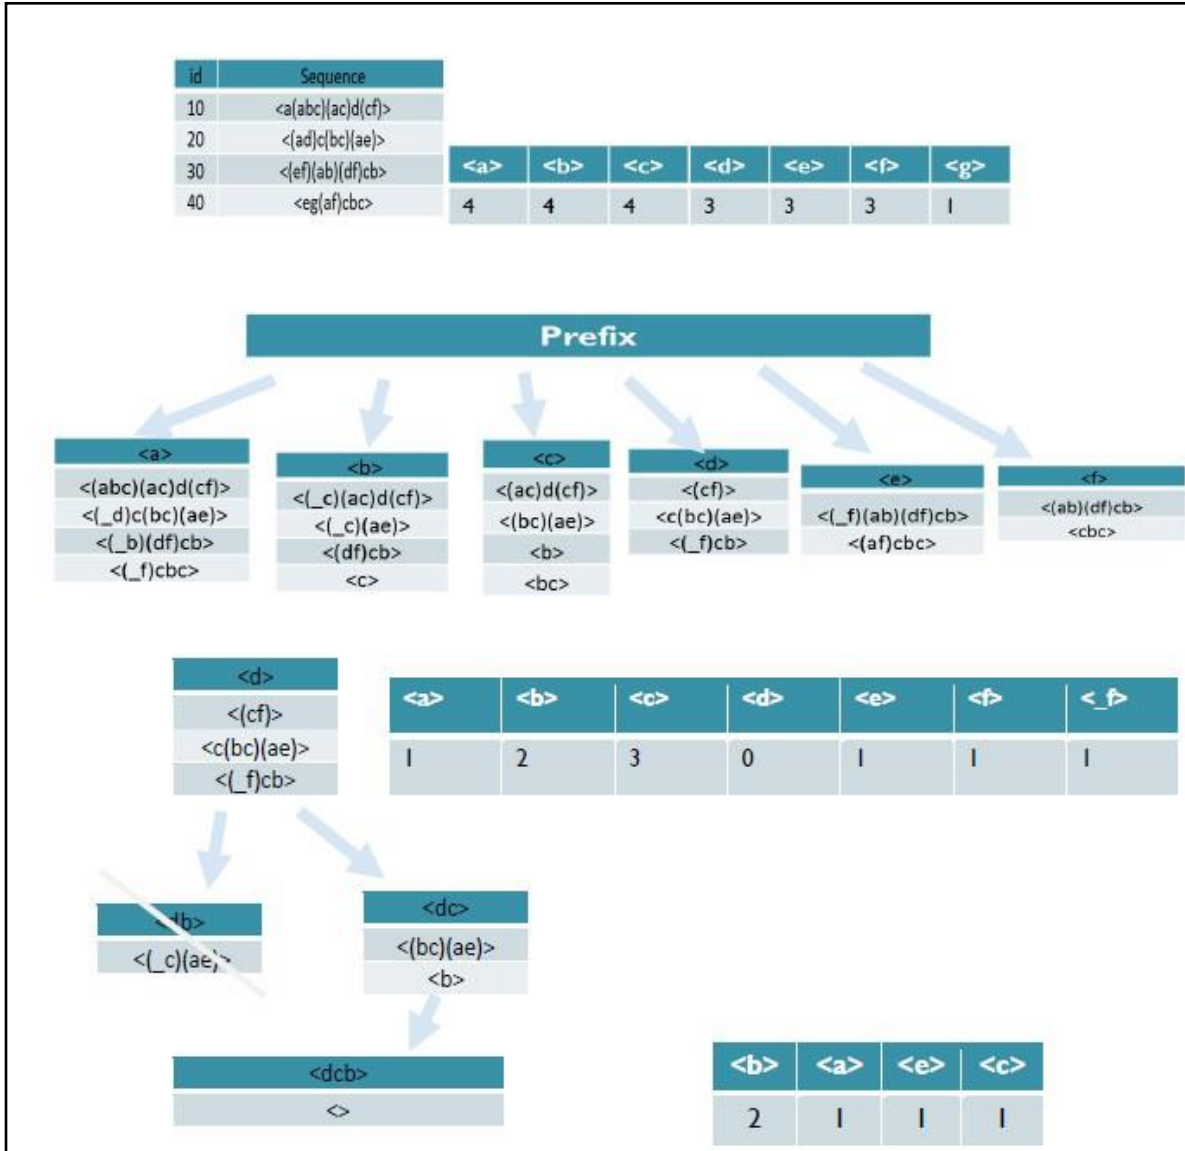 id Sequence
10 <a(abc)(ac)d(cf)>
20 <(ad)c(bc)(ae)>
30 <(ef)(ab)(df)cb>
40 <eg(af)cbc>
<a> <b> <c> <d> <e> <f> <g>
4 4 4 3 3 3 1
Prefix
<a>
<(abc)(ac)d(cf)>
<(_d)c(bc)(ae)>
<(_b)(df)cb>
<(_f)cbc>
<b>
<(_c)(ac)d(cf)>
<(_c)(ae)>
<(df)cb>
<c>
<c>
<(ac)d(cf)>
<(bc)(ae)>
<b>
<bc>
<d>
<(cf)>
<c(bc)(ae)>
<(_f)cb>
<e>
<(_f)(ab)(df)cb>
<(af)cbc>
<f>
<(ab)(df)cb>
<cbc>
<d>
<(cf)>
<c(bc)(ae)>
<(_f)cb>
<a> <b> <c> <d> <e> <f> <_f>
1 2 3 0 1 1 1
<db>
<(_c)(ae)>
<dc>
<(bc)(ae)>
<b>
<dcb>
<>
<b> <a> <e> <c>
2 1 1 1